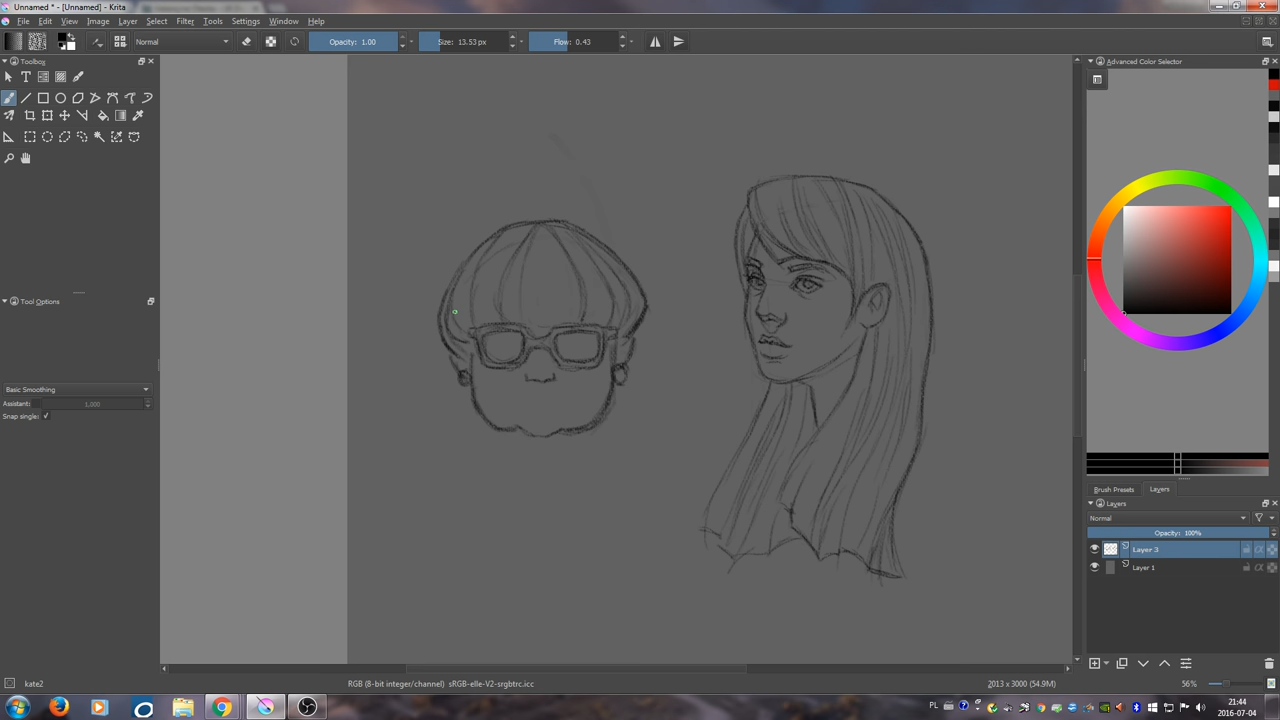 Unnamed * - [Unnamed] - Krita
File Edit View Image Layer Select Filter Tools Settings Window Help
Normal Opacity: 1.00 Size: 13.53 px Flow: 0.43
Toolbox
Advanced Color Selector
Tool Options
Basic Smoothing
Assistant: 1,000
Snap single:
Brush Presets Layers
Layers
Normal
Opacity: 100%
Layer 3
Layer 1
kate2 RGB (8-bit integer/channel) sRGB-elle-V2-srgbtrc.icc 2013 x 3000 (54.9M) 56%
PL 21:44
2016-07-04